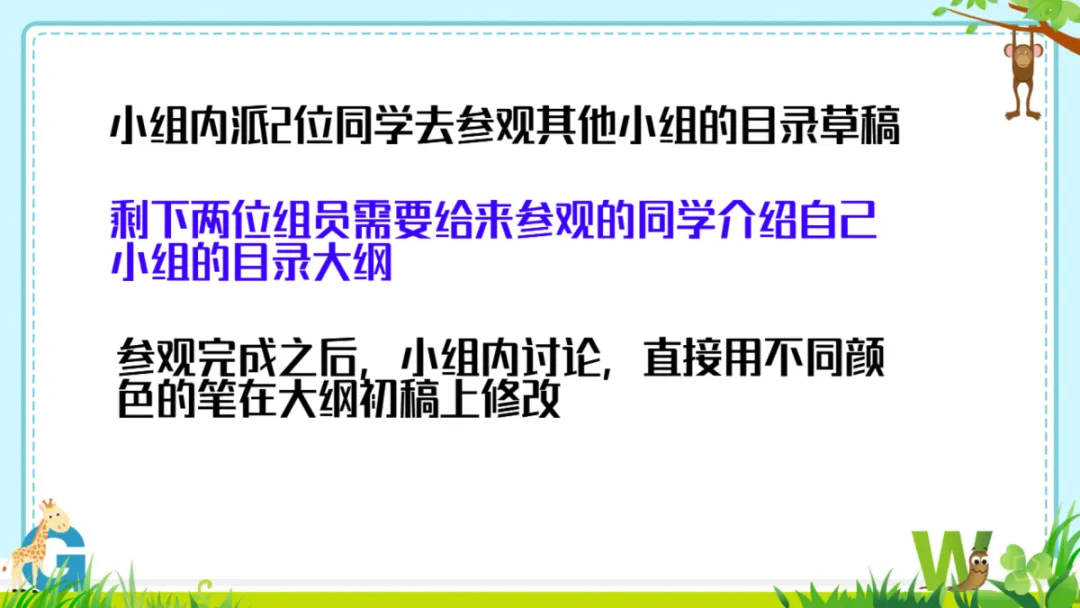 小组内派2位同学去参观其他小组的目录草稿
剩下两位组员需要给来参观的同学介绍自己
小组的目录大纲
参观完成之后，小组内讨论，直接用不同颜
色的笔在大纲初稿上修改
G
W